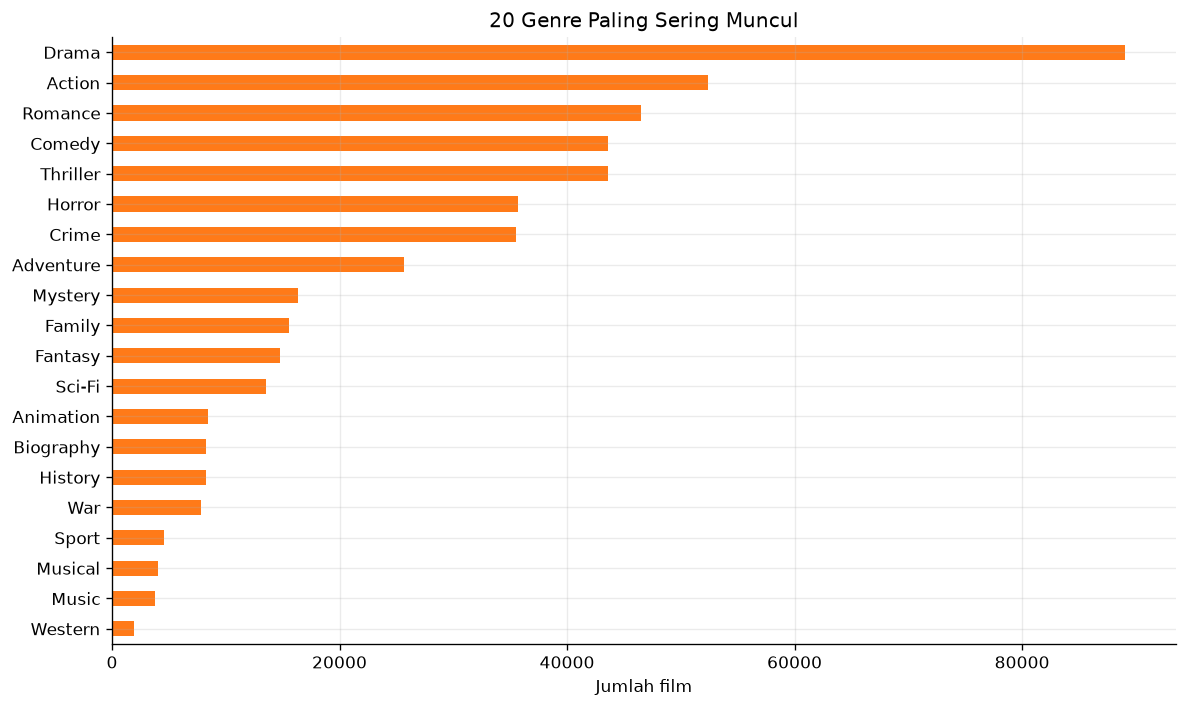 20 Genre Paling Sering Muncul
Drama
Action
Romance
Comedy
Thriller
Horror
Crime
Adventure
Mystery
Family
Fantasy
Sci-Fi
Animation
Biography
History
War
Sport
Musical
Music
Western
0 20000 40000 60000 80000
Jumlah film